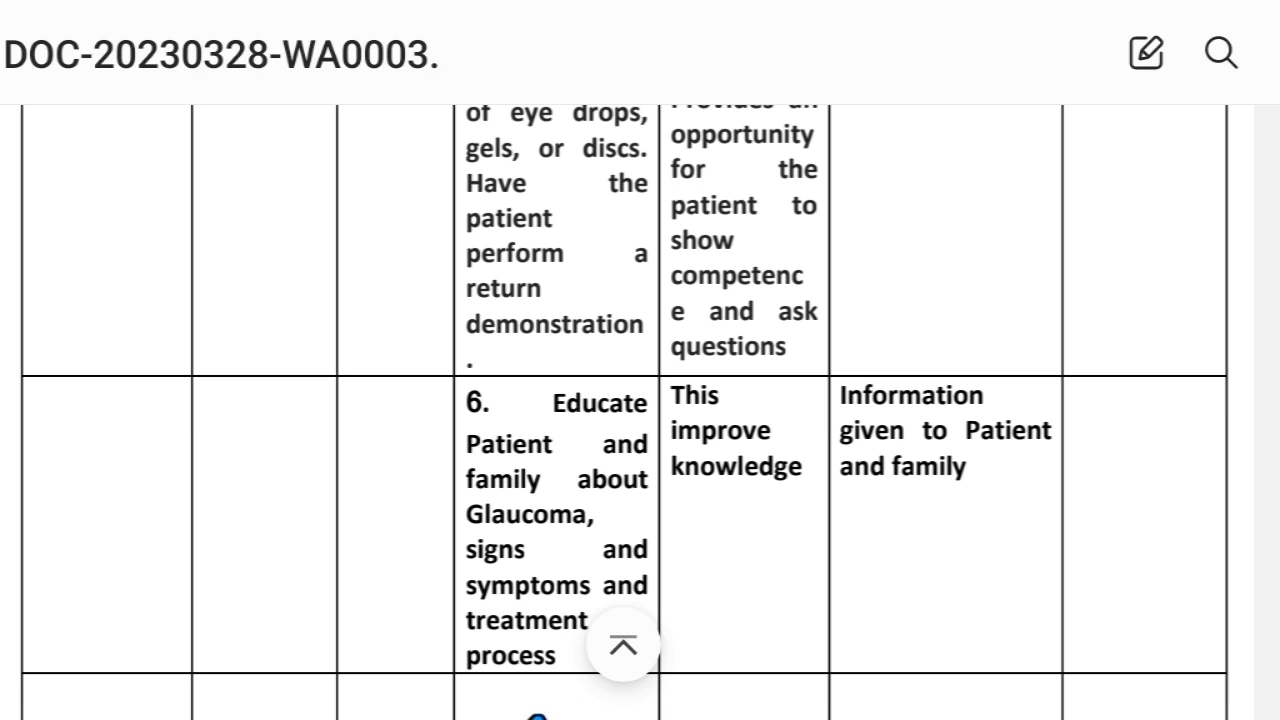 DOC-20230328-WA0003.
of eye drops,
gels, or discs.
Have the
patient
perform a
return
demonstration
.
opportunity
for the
patient to
show
competenc
e and ask
questions
6. Educate
Patient and
family about
Glaucoma,
signs and
symptoms and
treatment
process
This
improve
knowledge
Information
given to Patient
and family